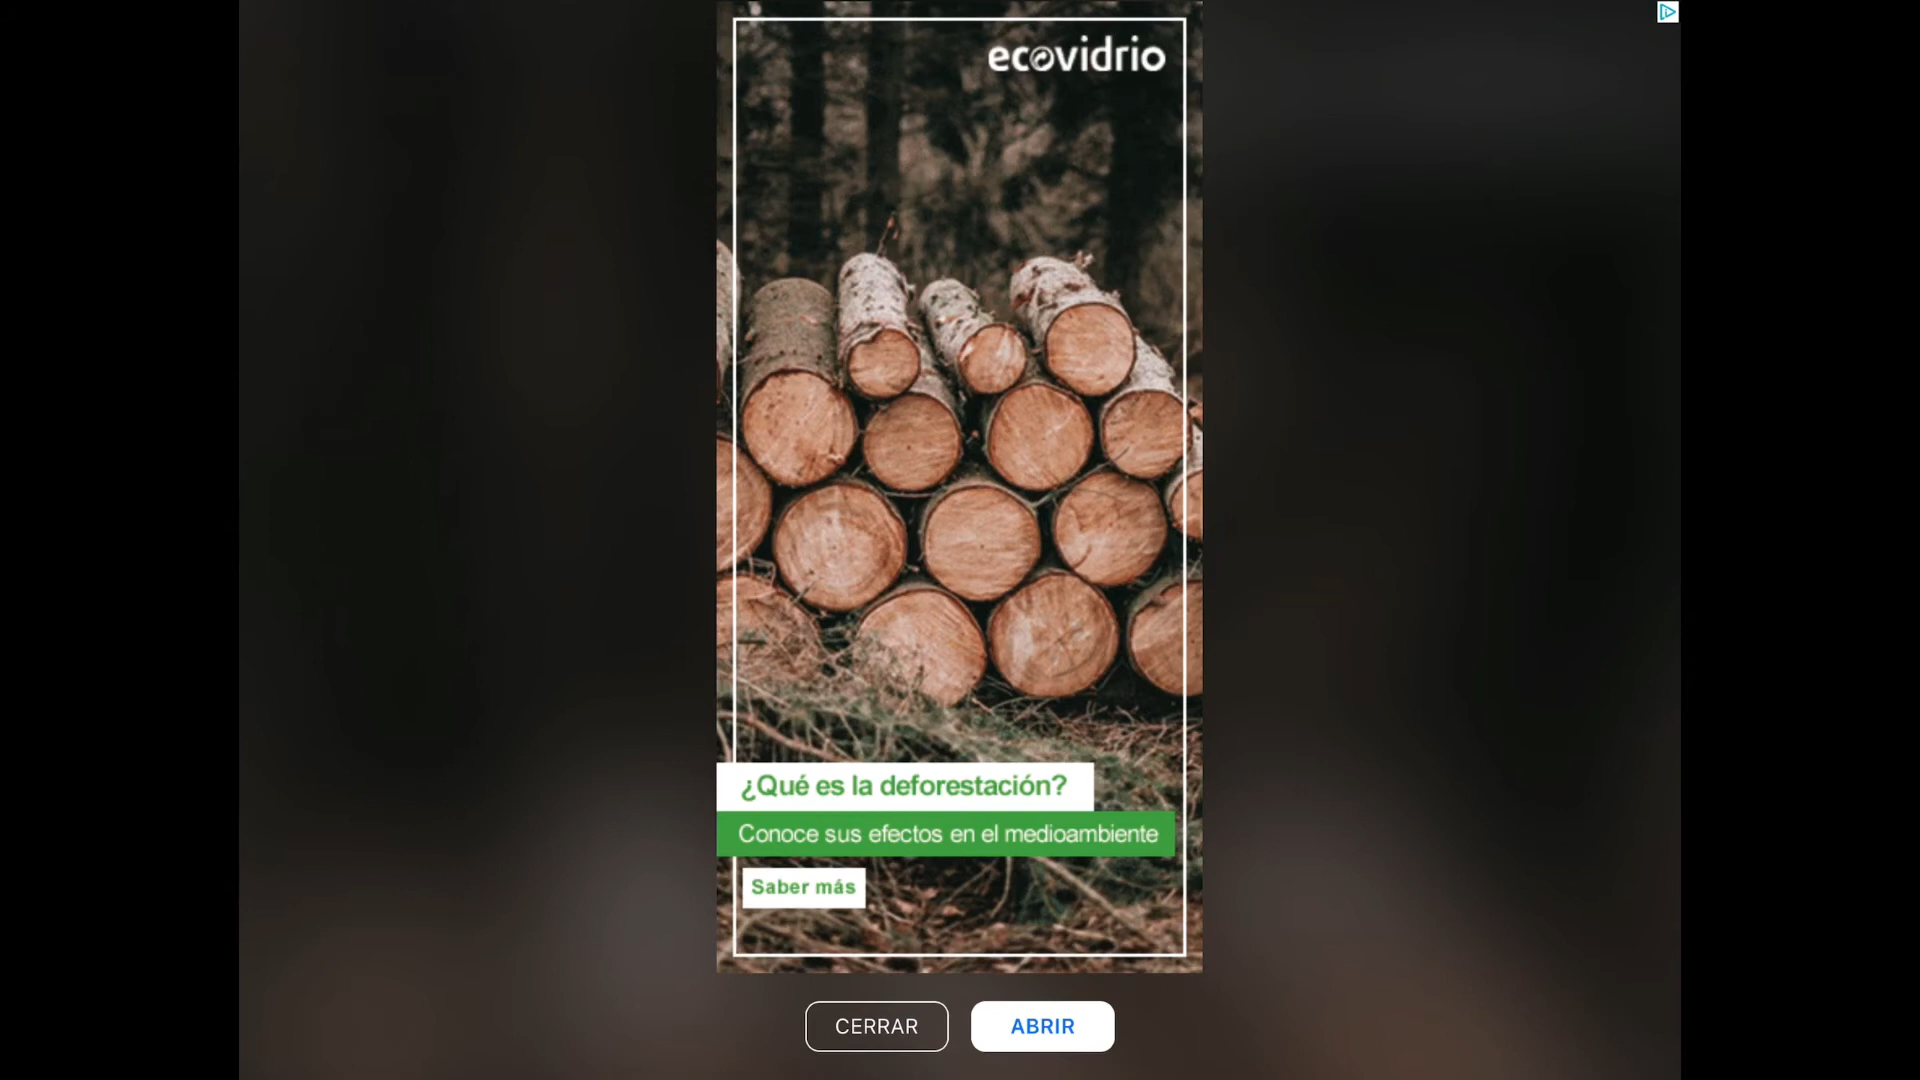 ecovidrio
¿Qué es la deforestación?
Conoce sus efectos en el medioambiente
Saber más
CERRAR
ABRIR